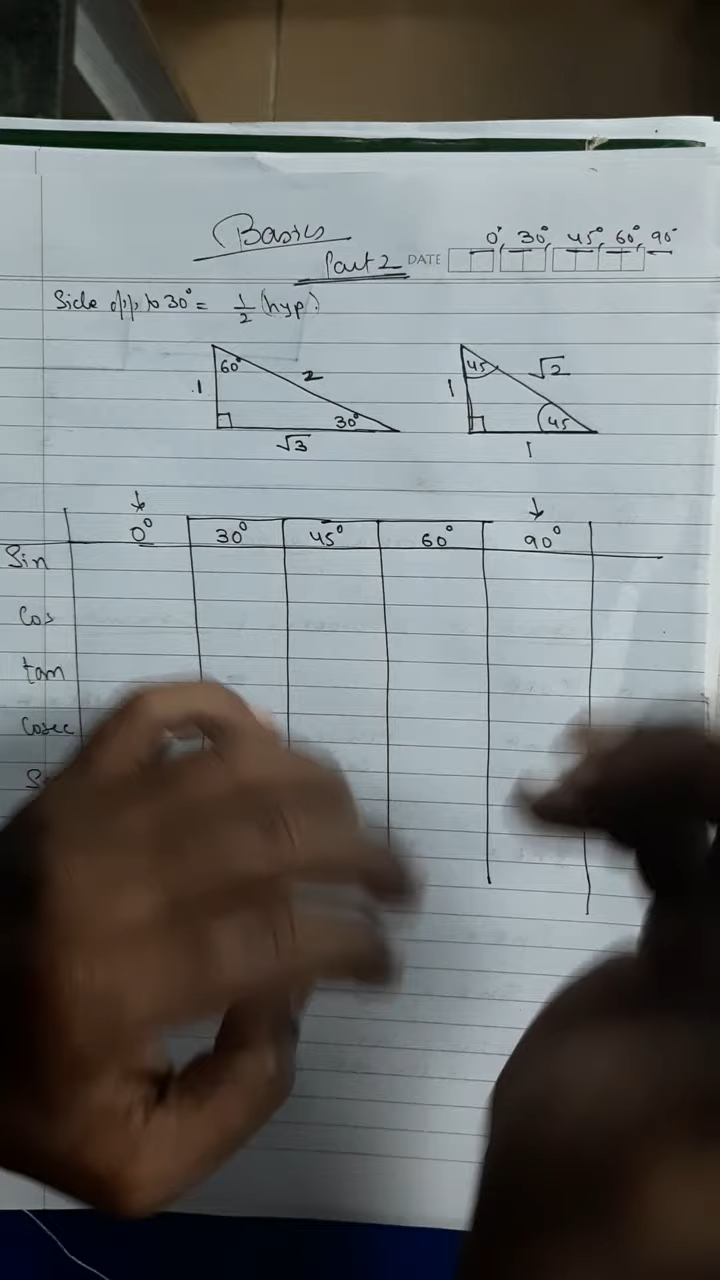 Basics
Part 2 DATE 0°, 30°, 45°, 60°, 90°
Side opp to 30° = 1/2 (hyp)
60° 2 45 √2
1 30° 1 45
√3 1
0° 30° 45° 60° 90°
Sin
Cos
tan
Cosec